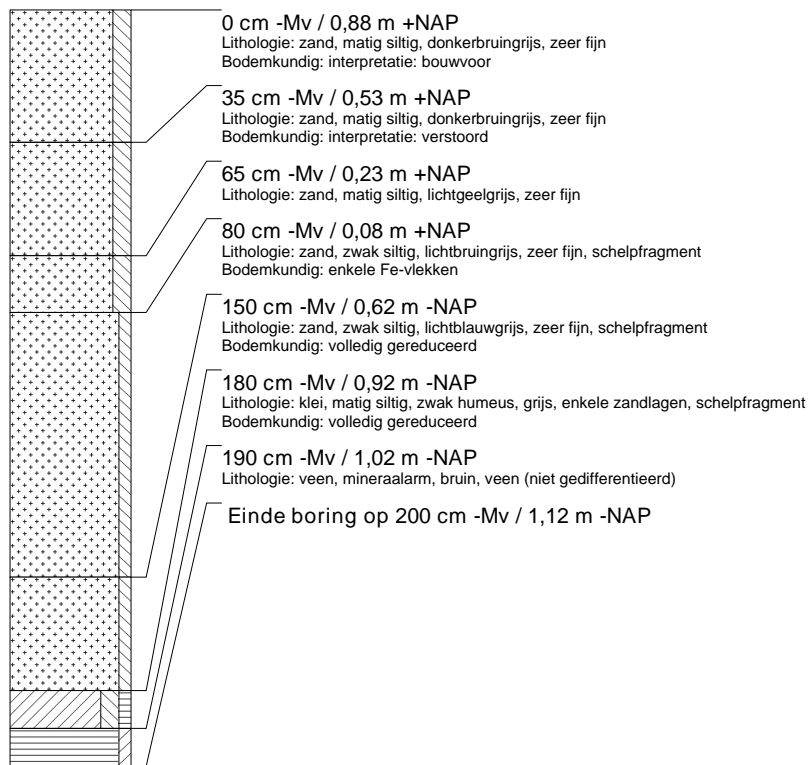 0 cm -Mv / 0,88 m +NAP
Lithologie: zand, matig siltig, donkerbruingrijs, zeer fijn
Bodemkundig: interpretatie: bouwvoor
35 cm -Mv / 0,53 m +NAP
Lithologie: zand, matig siltig, donkerbruingrijs, zeer fijn
Bodemkundig: interpretatie: verstoord
65 cm -Mv / 0,23 m +NAP
Lithologie: zand, matig siltig, lichtgeelgrijs, zeer fijn
80 cm -Mv / 0,08 m +NAP
Lithologie: zand, zwak siltig, lichtbruingrijs, zeer fijn, schelpfragment
Bodemkundig: enkele Fe-vlekken
150 cm -Mv / 0,62 m -NAP
Lithologie: zand, zwak siltig, lichtblauwgrijs, zeer fijn, schelpfragment
Bodemkundig: volledig gereduceerd
180 cm -Mv / 0,92 m -NAP
Lithologie: klei, matig siltig, zwak humeus, grijs, enkele zandlagen, schelpfragment
Bodemkundig: volledig gereduceerd
190 cm -Mv / 1,02 m -NAP
Lithologie: veen, mineraalarm, bruin, veen (niet gedifferentieerd)
Einde boring op 200 cm -Mv / 1,12 m -NAP